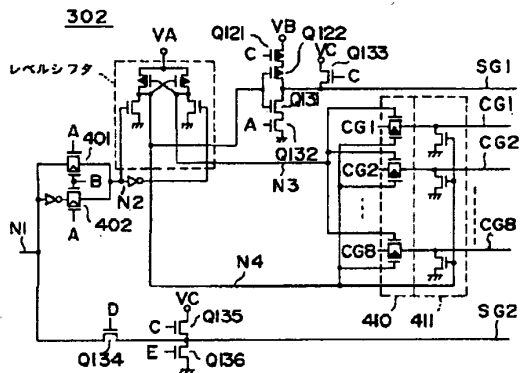 302
VA
レベルシフタ
Q121
VB
Q122
C
VC
Q133
C
SG1
Q131
A
Q132
CG1
CG1
CG2
CG2
CG8
CG8
A
401
B
N2
402
A
N1
N3
N4
410
411
SG2
D
Q134
VC
C
Q135
E
Q136